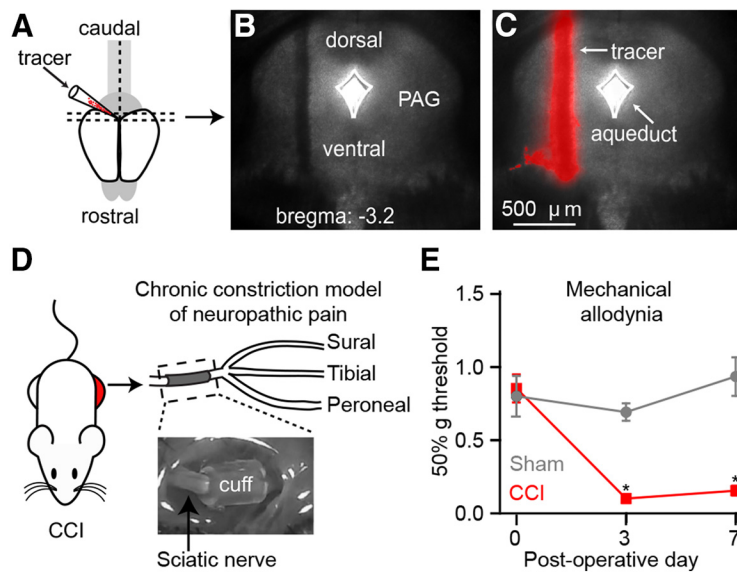 A
caudal
tracer
rostral
B
dorsal
PAG
ventral
bregma: -3.2
C
tracer
aqueduct
500 µm
D
Chronic constriction model
of neuropathic pain
Sural
Tibial
Peroneal
cuff
CCI
Sciatic nerve
E
Mechanical
allodynia
50% g threshold
1.5
1.0
0.5
0.0
Sham
CCI
*
*
0
3
7
Post-operative day